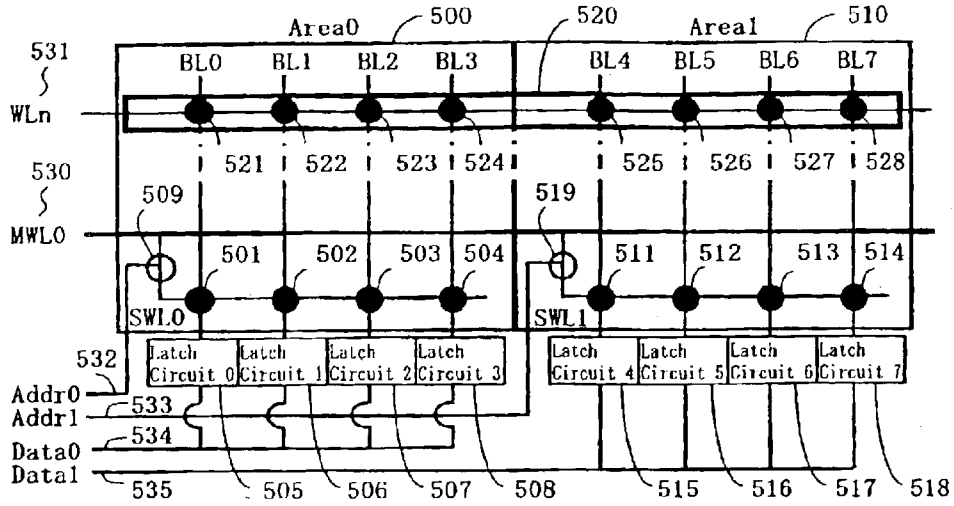 Area0 500 520 Area1 510
531 BL0 BL1 BL2 BL3 BL4 BL5 BL6 BL7
WLn
530 521 522 523 524 525 526 527 528
509 519
MWL0
501 502 503 504 511 512 513 514
SWL0 SWL1
532 Latch Circuit 0 Latch Circuit 1 Latch Circuit 2 Latch Circuit 3 Latch Circuit 4 Latch Circuit 5 Latch Circuit 6 Latch Circuit 7
Addr0
Addr1 533
Data0 534
Data1
535 505 506 507 508 515 516 517 518